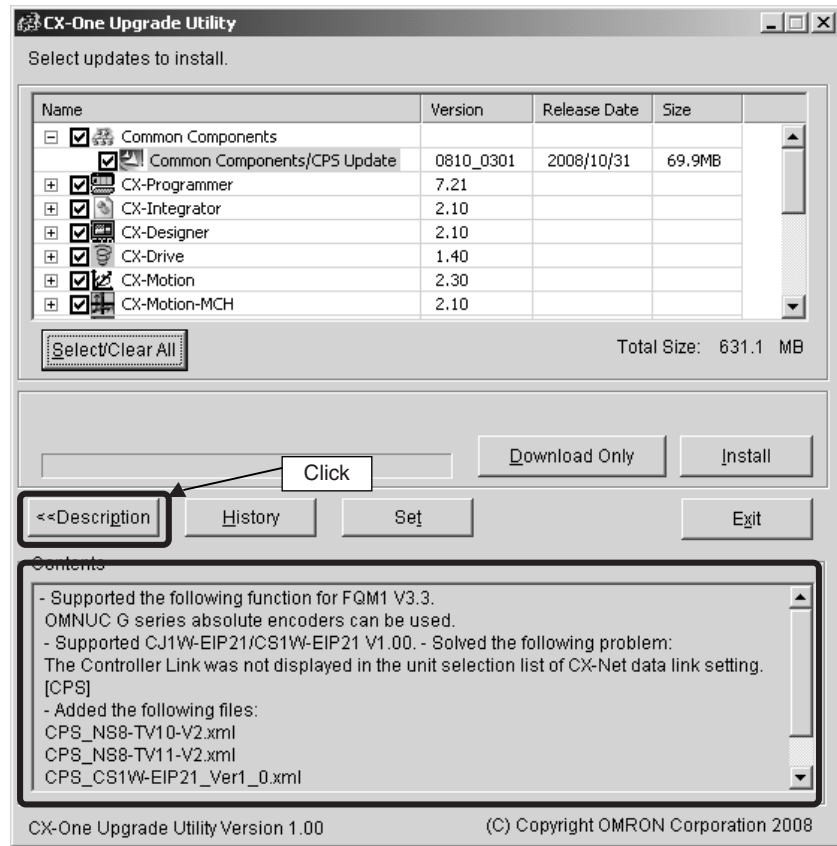 CX-One Upgrade Utility
Select updates to install.
Name Version Release Date Size
Common Components
Common Components/CPS Update 0810_0301 2008/10/31 69.9MB
CX-Programmer 7.21
CX-Integrator 2.10
CX-Designer 2.10
CX-Drive 1.40
CX-Motion 2.30
CX-Motion-MCH 2.10
Select/Clear All
Total Size: 631.1 MB
Download Only
Install
Click
<<Description
History
Set
Exit
Contents
- Supported the following function for FQM1 V3.3.
OMNUC G series absolute encoders can be used.
- Supported CJ1W-EIP21/CS1W-EIP21 V1.00. - Solved the following problem:
The Controller Link was not displayed in the unit selection list of CX-Net data link setting.
[CPS]
- Added the following files:
CPS_NS8-TV10-V2.xml
CPS_NS8-TV11-V2.xml
CPS_CS1W-EIP21_Ver1_0.xml
CX-One Upgrade Utility Version 1.00
(C) Copyright OMRON Corporation 2008